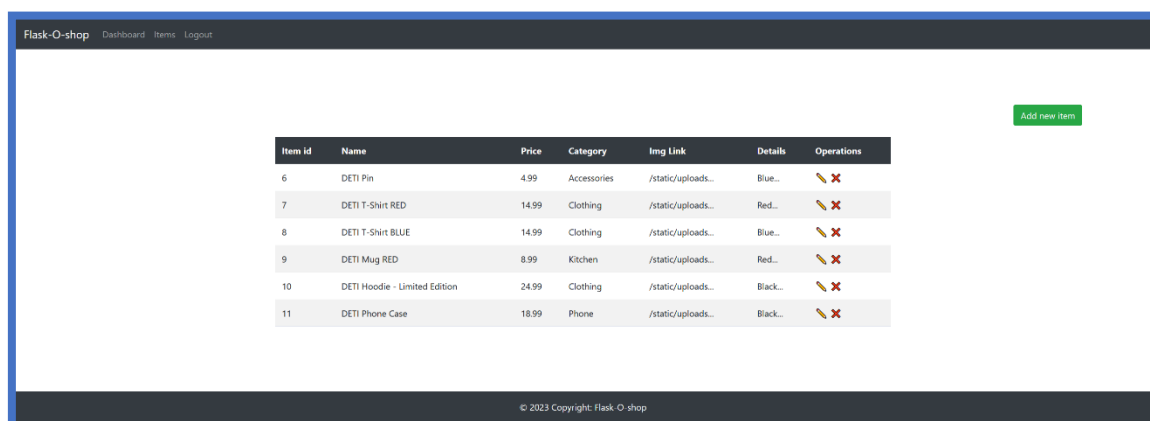 Flask-O-shop Dashboard Items Logout
Add new item
Item id Name Price Category Img Link Details Operations
6 DETI Pin 4.99 Accessories /static/uploads... Blue...
7 DETI T-Shirt RED 14.99 Clothing /static/uploads... Red...
8 DETI T-Shirt BLUE 14.99 Clothing /static/uploads... Blue...
9 DETI Mug RED 8.99 Kitchen /static/uploads... Red...
10 DETI Hoodie - Limited Edition 24.99 Clothing /static/uploads... Black...
11 DETI Phone Case 18.99 Phone /static/uploads... Black...
© 2023 Copyright: Flask-O-shop